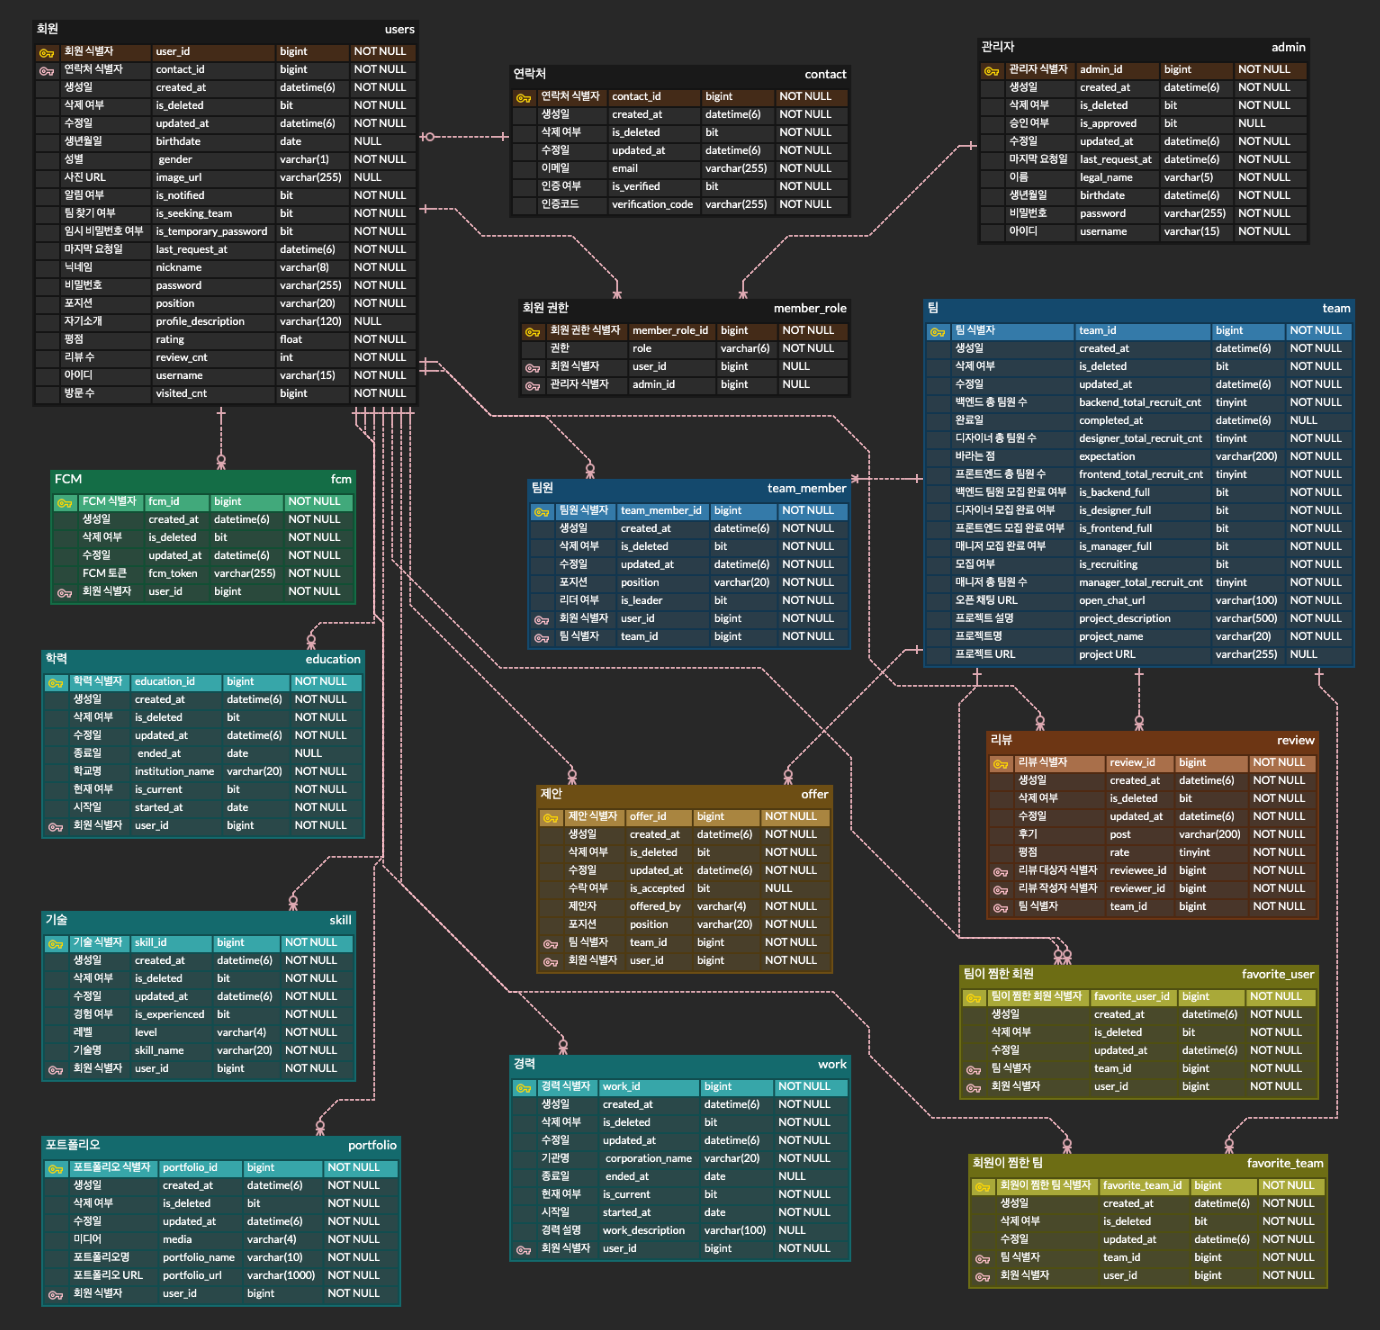 회원 users
회원 식별자 user_id bigint NOT NULL
연락처 식별자 contact_id bigint NOT NULL
생성일 created_at datetime(6) NOT NULL
삭제 여부 is_deleted bit NOT NULL
수정일 updated_at datetime(6) NOT NULL
생년월일 birthdate date NULL
성별 gender varchar(1) NOT NULL
사진 URL image_url varchar(255) NULL
알림 여부 is_notified bit NOT NULL
팀 찾기 여부 is_seeking_team bit NOT NULL
임시 비밀번호 여부 is_temporary_password bit NOT NULL
마지막 요청일 last_request_at datetime(6) NOT NULL
닉네임 nickname varchar(8) NOT NULL
비밀번호 password varchar(255) NOT NULL
포지션 position varchar(20) NOT NULL
자기소개 profile_description varchar(120) NULL
평점 rating float NOT NULL
리뷰 수 review_cnt int NOT NULL
아이디 username varchar(15) NOT NULL
방문 수 visited_cnt bigint NOT NULL
연락처 contact
연락처 식별자 contact_id bigint NOT NULL
생성일 created_at datetime(6) NOT NULL
삭제 여부 is_deleted bit NOT NULL
수정일 updated_at datetime(6) NOT NULL
이메일 email varchar(255) NOT NULL
인증 여부 is_verified bit NOT NULL
인증코드 verification_code varchar(255) NOT NULL
관리자 admin
관리자 식별자 admin_id bigint NOT NULL
생성일 created_at datetime(6) NOT NULL
삭제 여부 is_deleted bit NOT NULL
승인 여부 is_approved bit NULL
수정일 updated_at datetime(6) NOT NULL
마지막 요청일 last_request_at datetime(6) NOT NULL
이름 legal_name varchar(5) NOT NULL
생년월일 birthdate datetime(6) NOT NULL
비밀번호 password varchar(255) NOT NULL
아이디 username varchar(15) NOT NULL
회원 권한 member_role
회원 권한 식별자 member_role_id bigint NOT NULL
권한 role varchar(6) NOT NULL
회원 식별자 user_id bigint NULL
관리자 식별자 admin_id bigint NULL
팀 team
팀 식별자 team_id bigint NOT NULL
생성일 created_at datetime(6) NOT NULL
삭제 여부 is_deleted bit NOT NULL
수정일 updated_at datetime(6) NOT NULL
백엔드 총 팀원 수 backend_total_recruit_cnt tinyint NOT NULL
완료일 completed_at datetime(6) NULL
디자이너 총 팀원 수 designer_total_recruit_cnt tinyint NOT NULL
바라는 점 expectation varchar(200) NOT NULL
프론트엔드 총 팀원 수 frontend_total_recruit_cnt tinyint NOT NULL
백엔드 팀원 모집 완료 여부 is_backend_full bit NOT NULL
디자이너 모집 완료 여부 is_designer_full bit NOT NULL
프론트엔드 모집 완료 여부 is_frontend_full bit NOT NULL
매니저 모집 완료 여부 is_manager_full bit NOT NULL
모집 여부 is_recruiting bit NOT NULL
매니저 총 팀원 수 manager_total_recruit_cnt tinyint NOT NULL
오픈 채팅 URL open_chat_url varchar(100) NOT NULL
프로젝트 설명 project_description varchar(500) NOT NULL
프로젝트명 project_name varchar(20) NOT NULL
프로젝트 URL project URL varchar(255) NULL
FCM fcm
FCM 식별자 fcm_id bigint NOT NULL
생성일 created_at datetime(6) NOT NULL
삭제 여부 is_deleted bit NOT NULL
수정일 updated_at datetime(6) NOT NULL
FCM 토큰 fcm_token varchar(255) NOT NULL
회원 식별자 user_id bigint NOT NULL
팀원 team_member
팀원 식별자 team_member_id bigint NOT NULL
생성일 created_at datetime(6) NOT NULL
삭제 여부 is_deleted bit NOT NULL
수정일 updated_at datetime(6) NOT NULL
포지션 position varchar(20) NOT NULL
리더 여부 is_leader bit NOT NULL
회원 식별자 user_id bigint NOT NULL
팀 식별자 team_id bigint NOT NULL
학력 education
학력 식별자 education_id bigint NOT NULL
생성일 created_at datetime(6) NOT NULL
삭제 여부 is_deleted bit NOT NULL
수정일 updated_at datetime(6) NOT NULL
종료일 ended_at date NULL
학교명 institution_name varchar(20) NOT NULL
현재 여부 is_current bit NOT NULL
시작일 started_at date NOT NULL
회원 식별자 user_id bigint NOT NULL
리뷰 review
리뷰 식별자 review_id bigint NOT NULL
생성일 created_at datetime(6) NOT NULL
삭제 여부 is_deleted bit NOT NULL
수정일 updated_at datetime(6) NOT NULL
후기 post varchar(200) NOT NULL
평점 rate tinyint NOT NULL
리뷰 대상자 식별자 reviewee_id bigint NOT NULL
리뷰 작성자 식별자 reviewer_id bigint NOT NULL
팀 식별자 team_id bigint NOT NULL
제안 offer
제안 식별자 offer_id bigint NOT NULL
생성일 created_at datetime(6) NOT NULL
삭제 여부 is_deleted bit NOT NULL
수정일 updated_at datetime(6) NOT NULL
수락 여부 is_accepted bit NULL
제안자 offered_by varchar(4) NOT NULL
포지션 position varchar(20) NOT NULL
팀 식별자 team_id bigint NOT NULL
회원 식별자 user_id bigint NOT NULL
기술 skill
기술 식별자 skill_id bigint NOT NULL
생성일 created_at datetime(6) NOT NULL
삭제 여부 is_deleted bit NOT NULL
수정일 updated_at datetime(6) NOT NULL
경험 여부 is_experienced bit NOT NULL
레벨 level varchar(4) NOT NULL
기술명 skill_name varchar(20) NOT NULL
회원 식별자 user_id bigint NOT NULL
팀이 찜한 회원 favorite_user
팀이 찜한 회원 식별자 favorite_user_id bigint NOT NULL
생성일 created_at datetime(6) NOT NULL
삭제 여부 is_deleted bit NOT NULL
수정일 updated_at datetime(6) NOT NULL
팀 식별자 team_id bigint NOT NULL
회원 식별자 user_id bigint NOT NULL
경력 work
경력 식별자 work_id bigint NOT NULL
생성일 created_at datetime(6) NOT NULL
삭제 여부 is_deleted bit NOT NULL
수정일 updated_at datetime(6) NOT NULL
기관명 corporation_name varchar(20) NOT NULL
종료일 ended_at date NULL
현재 여부 is_current bit NOT NULL
시작일 started_at date NOT NULL
경력 설명 work_description varchar(100) NULL
회원 식별자 user_id bigint NOT NULL
포트폴리오 portfolio
포트폴리오 식별자 portfolio_id bigint NOT NULL
생성일 created_at datetime(6) NOT NULL
삭제 여부 is_deleted bit NOT NULL
수정일 updated_at datetime(6) NOT NULL
미디어 media varchar(4) NOT NULL
포트폴리오명 portfolio_name varchar(10) NOT NULL
포트폴리오 URL portfolio_url varchar(1000) NOT NULL
회원 식별자 user_id bigint NOT NULL
회원이 찜한 팀 favorite_team
회원이 찜한 팀 식별자 favorite_team_id bigint NOT NULL
생성일 created_at datetime(6) NOT NULL
삭제 여부 is_deleted bit NOT NULL
수정일 updated_at datetime(6) NOT NULL
팀 식별자 team_id bigint NOT NULL
회원 식별자 user_id bigint NOT NULL